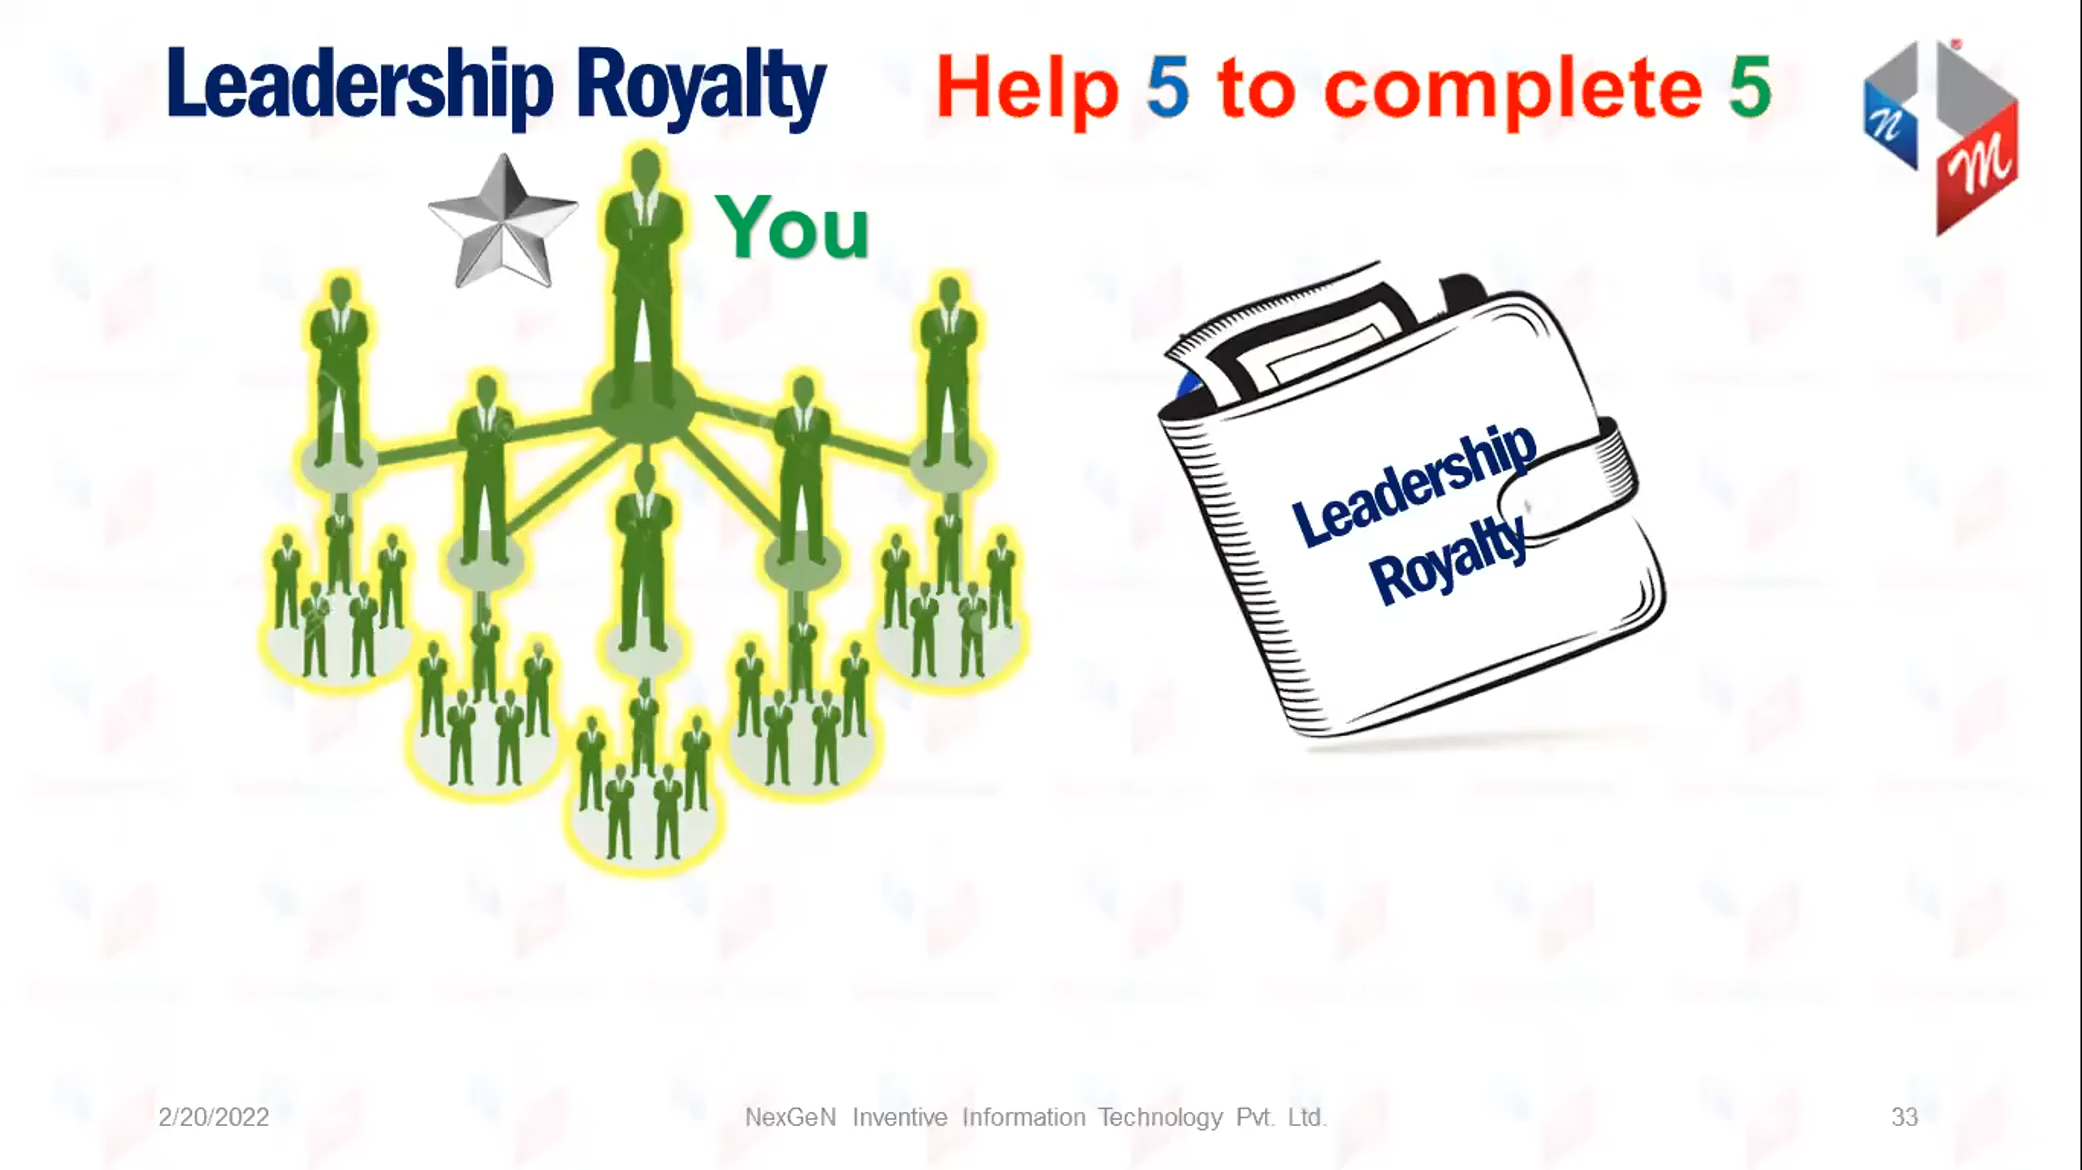 Leadership Royalty
Help 5 to complete 5
n
M
You
Leadership
Royalty
2/20/2022
NexGeN Inventive Information Technology Pvt. Ltd.
33